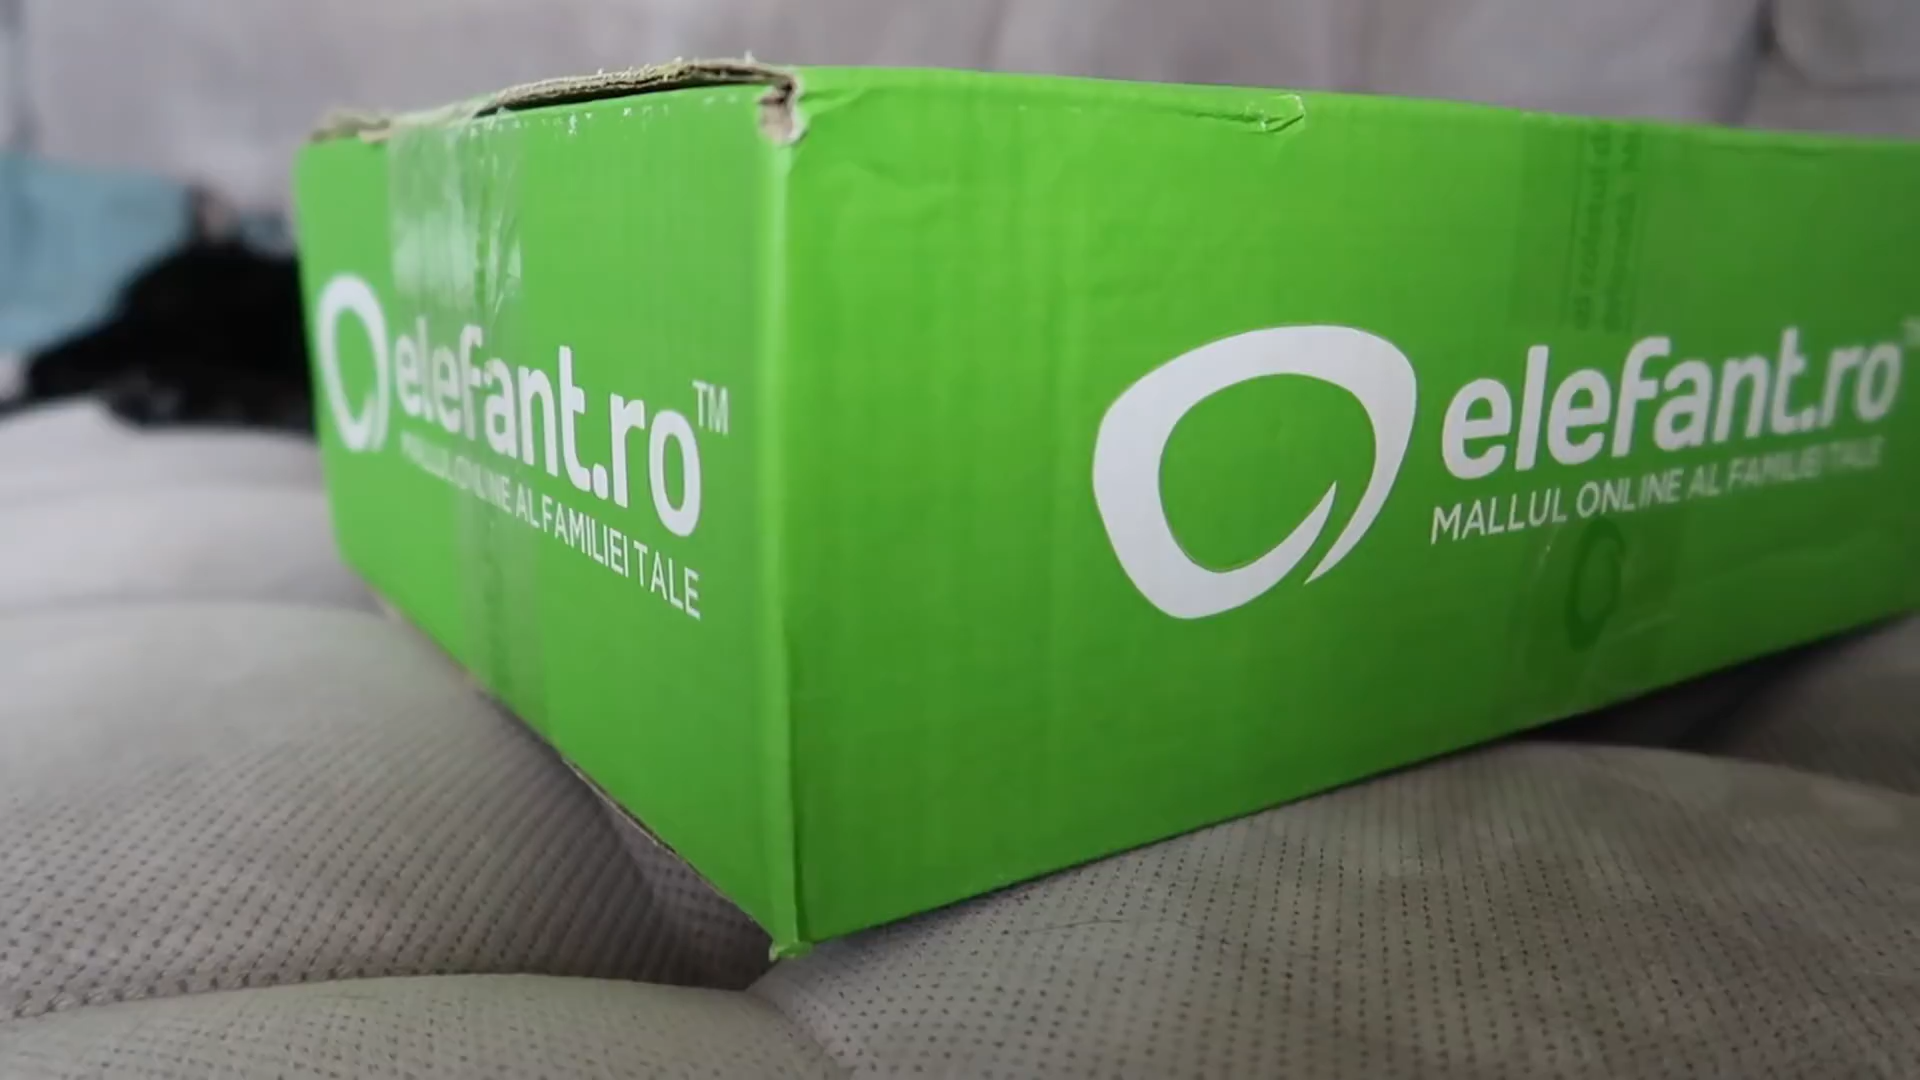 elefant.ro™
MALLUL ONLINE AL FAMILIEI TALE
elefant.ro
MALLUL ONLINE AL FAMILIEI TALE